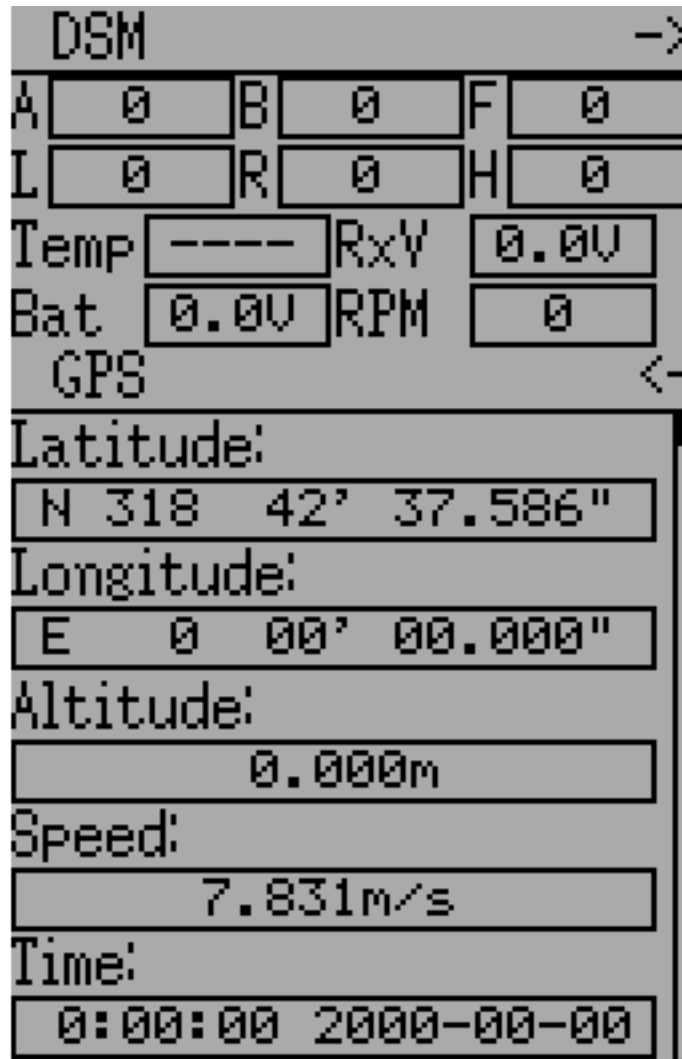 DSM ->
A 0 B 0 F 0
L 0 R 0 H 0
Temp ---- RxV 0.0V
Bat 0.0V RPM 0
GPS <-
Latitude:
N 318 42' 37.586"
Longitude:
E 0 00' 00.000"
Altitude:
0.000m
Speed:
7.831m/s
Time:
0:00:00 2000-00-00